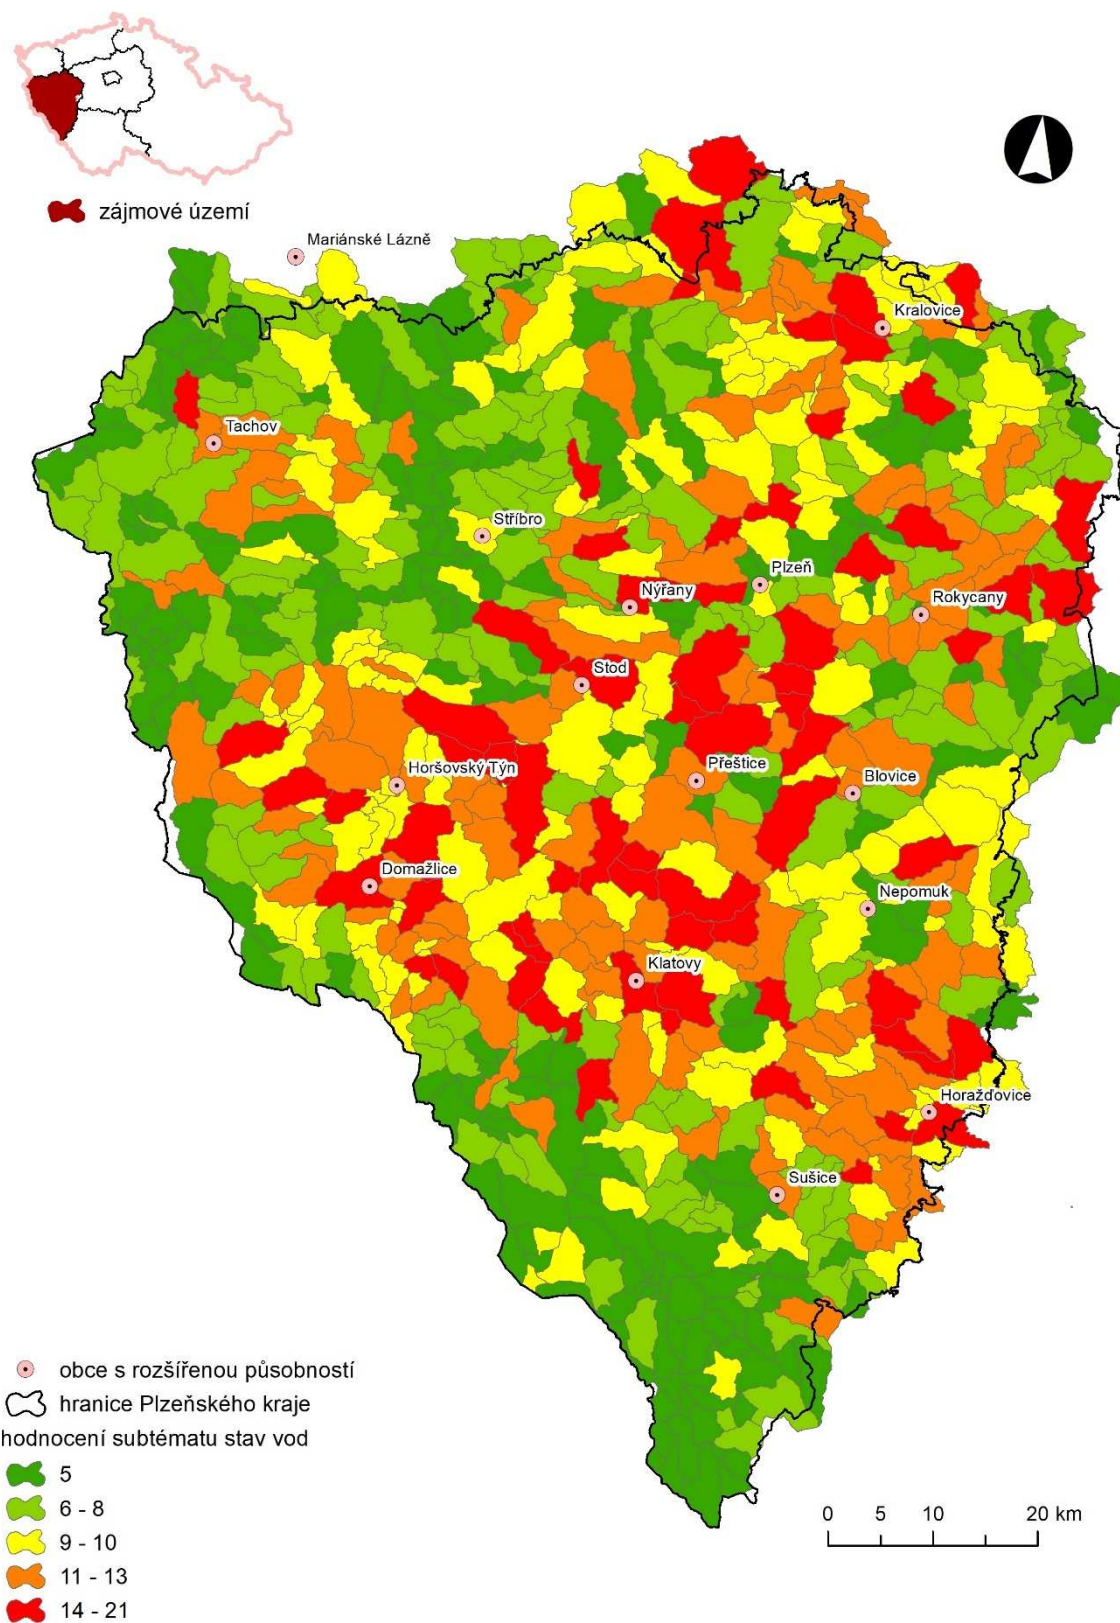 zájmové území
Mariánské Lázně
Kralovice
Tachov
Stříbro
Plzeň
Nýřany
Rokycany
Stod
Přeštice
Horšovský Týn
Blovice
Domažlice
Nepomuk
Klatovy
Horažďovice
Sušice
obce s rozšířenou působností
hranice Plzeňského kraje
hodnocení subtématu stav vod
5
6 - 8
9 - 10
11 - 13
14 - 21
0 5 10 20 km